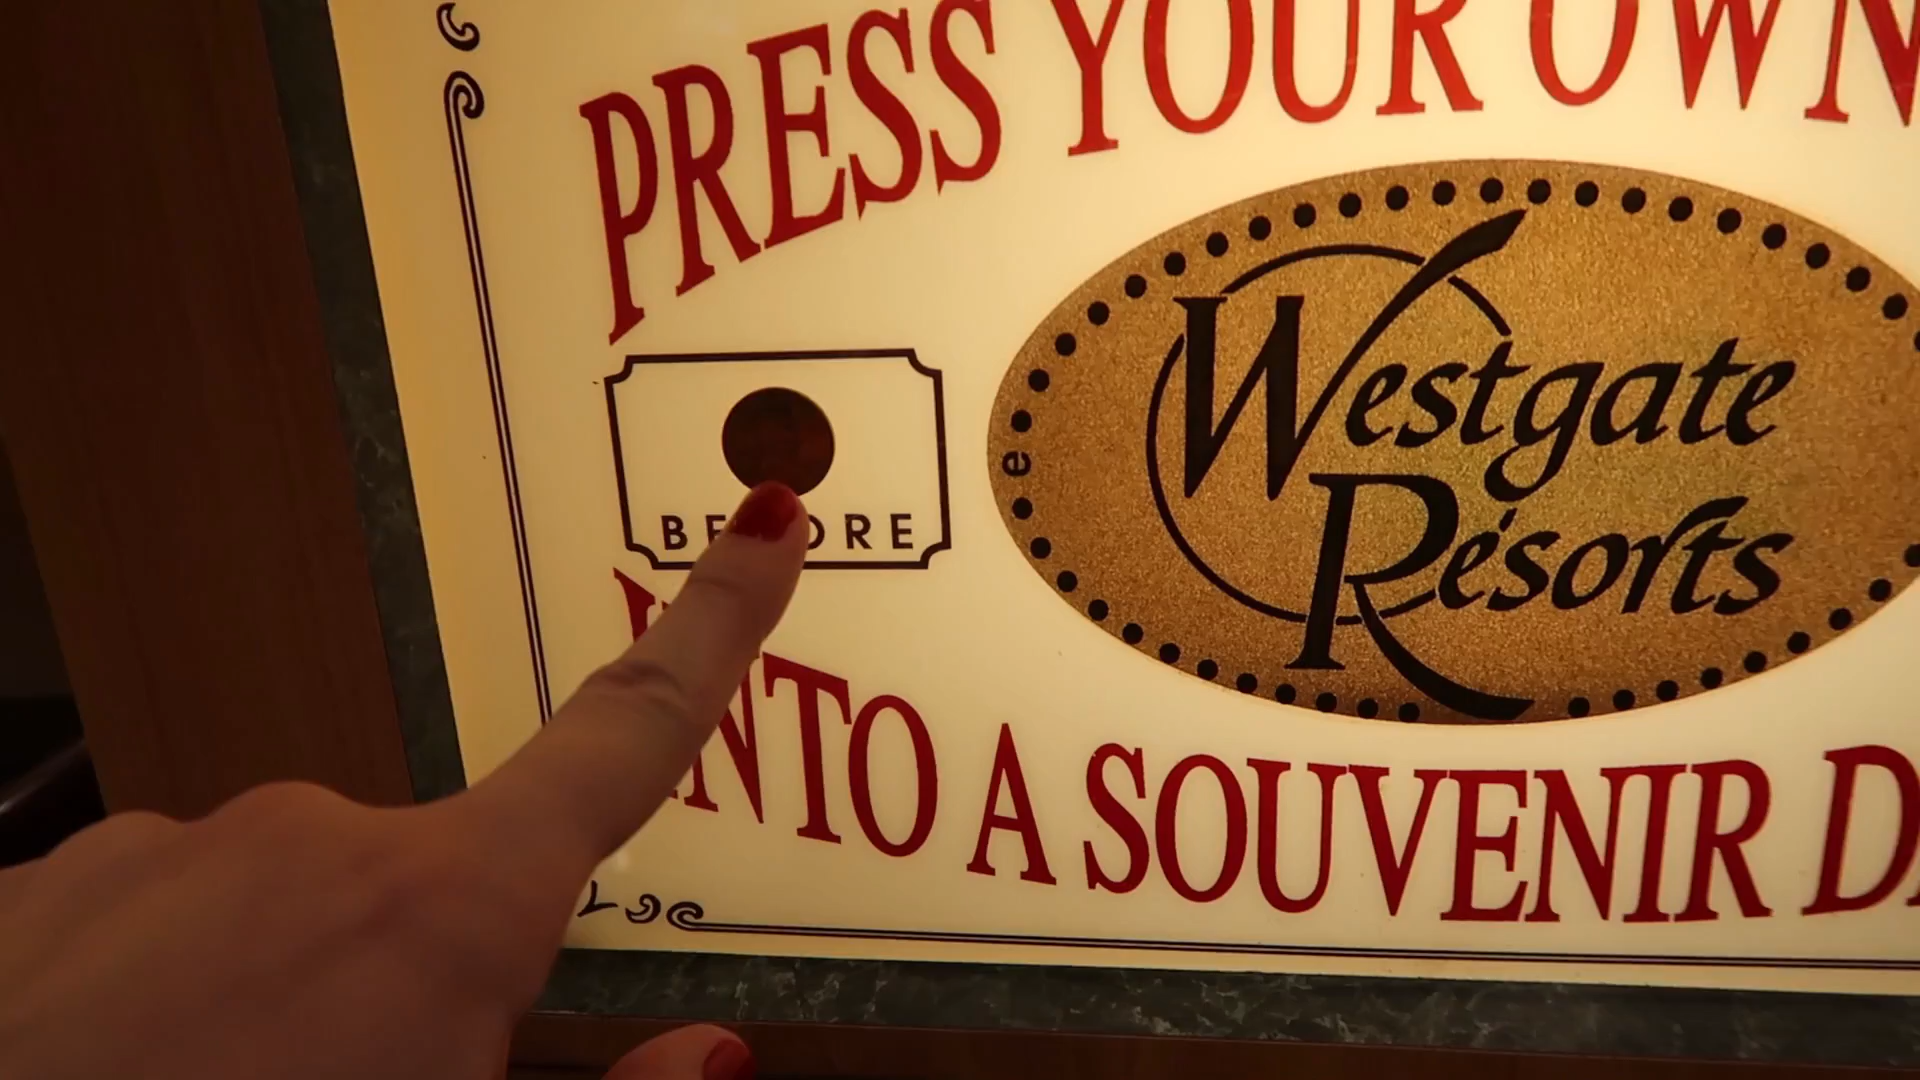 PRESS YOUR OWN
Westgate
Resorts
BEFORE
INTO A SOUVENIR